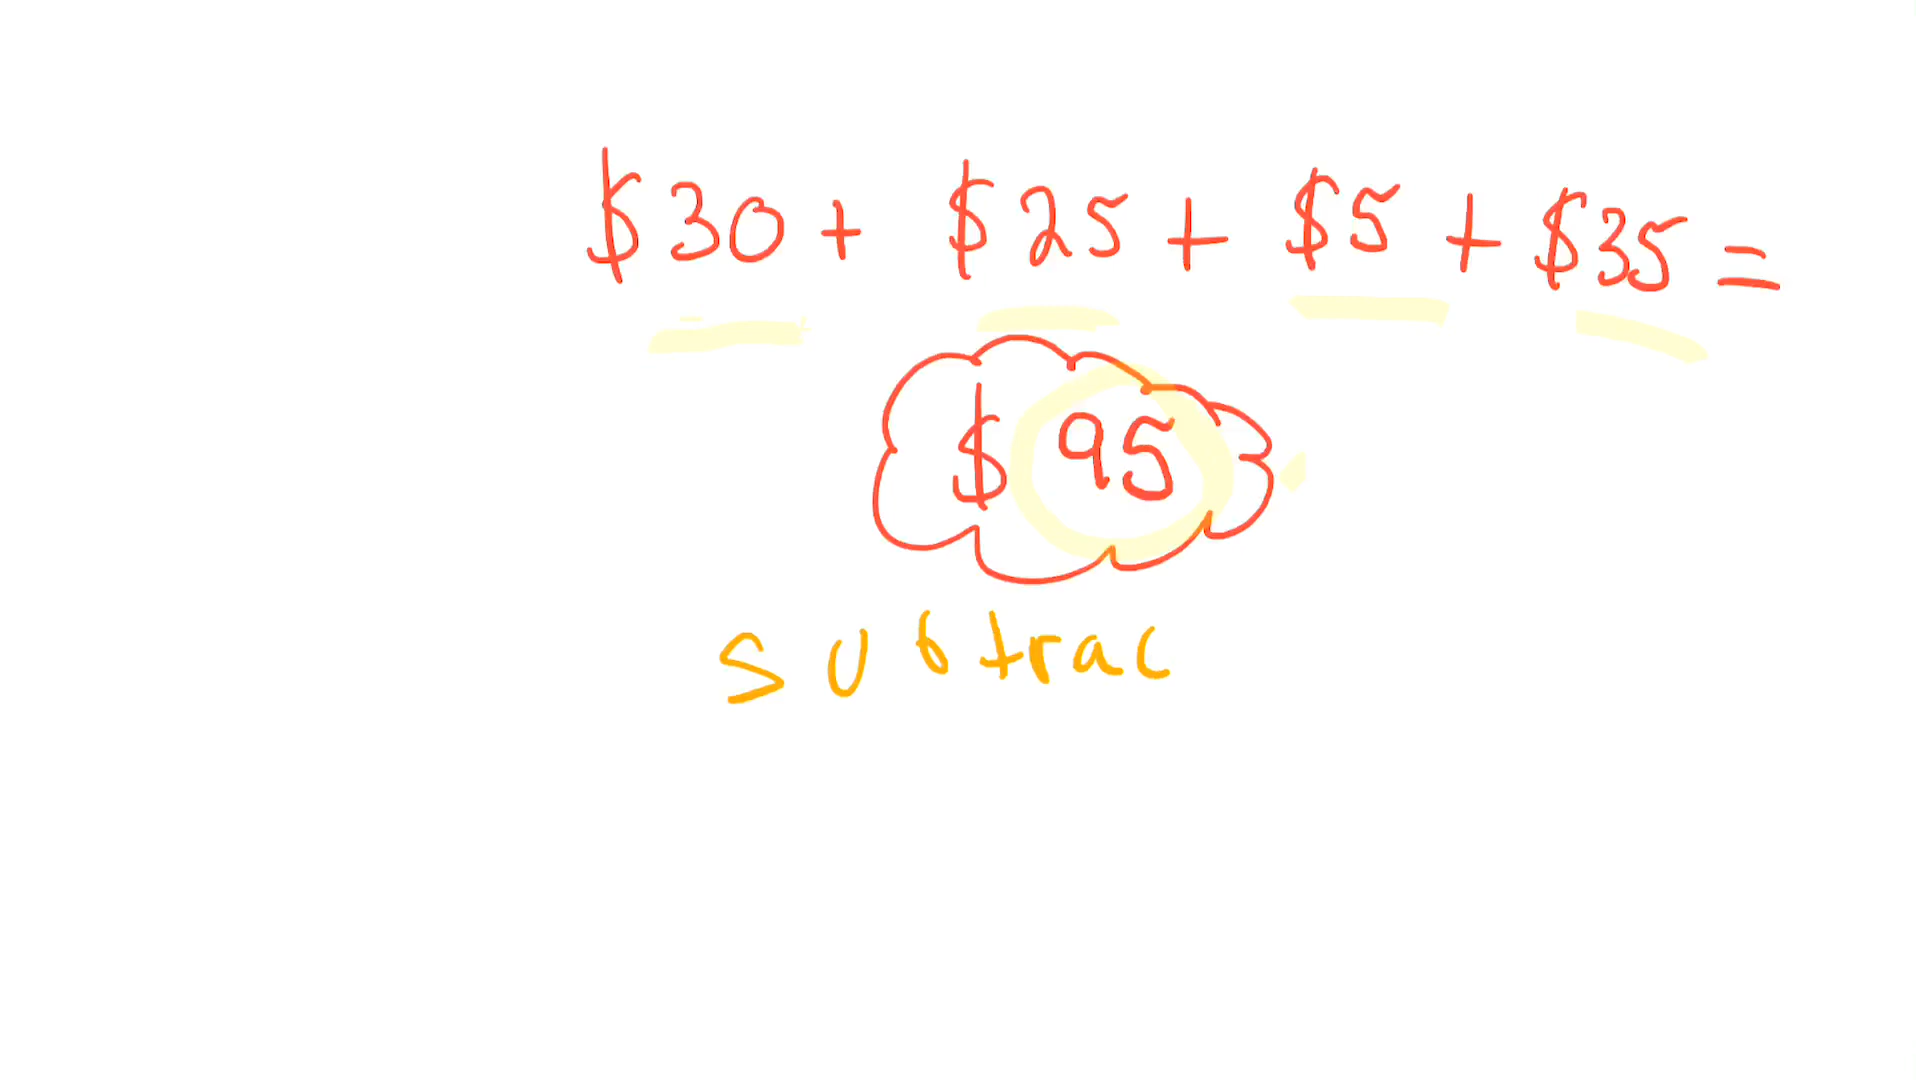 $30 + $25 + $5 + $35 =
$95
subtrac